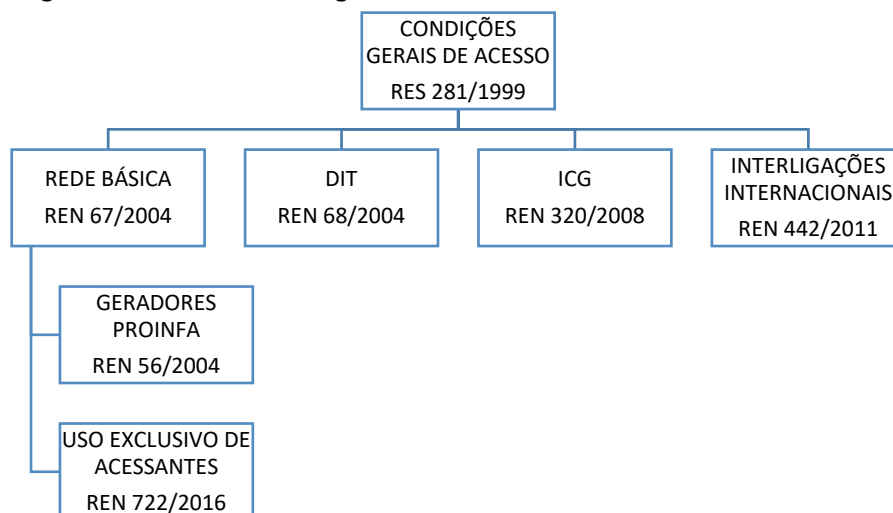 CONDIÇÕES
GERAIS DE ACESSO
RES 281/1999
REDE BÁSICA
REN 67/2004
DIT
REN 68/2004
ICG
REN 320/2008
INTERLIGAÇÕES
INTERNACIONAIS
REN 442/2011
GERADORES
PROINFA
REN 56/2004
USO EXCLUSIVO DE
ACESSANTES
REN 722/2016